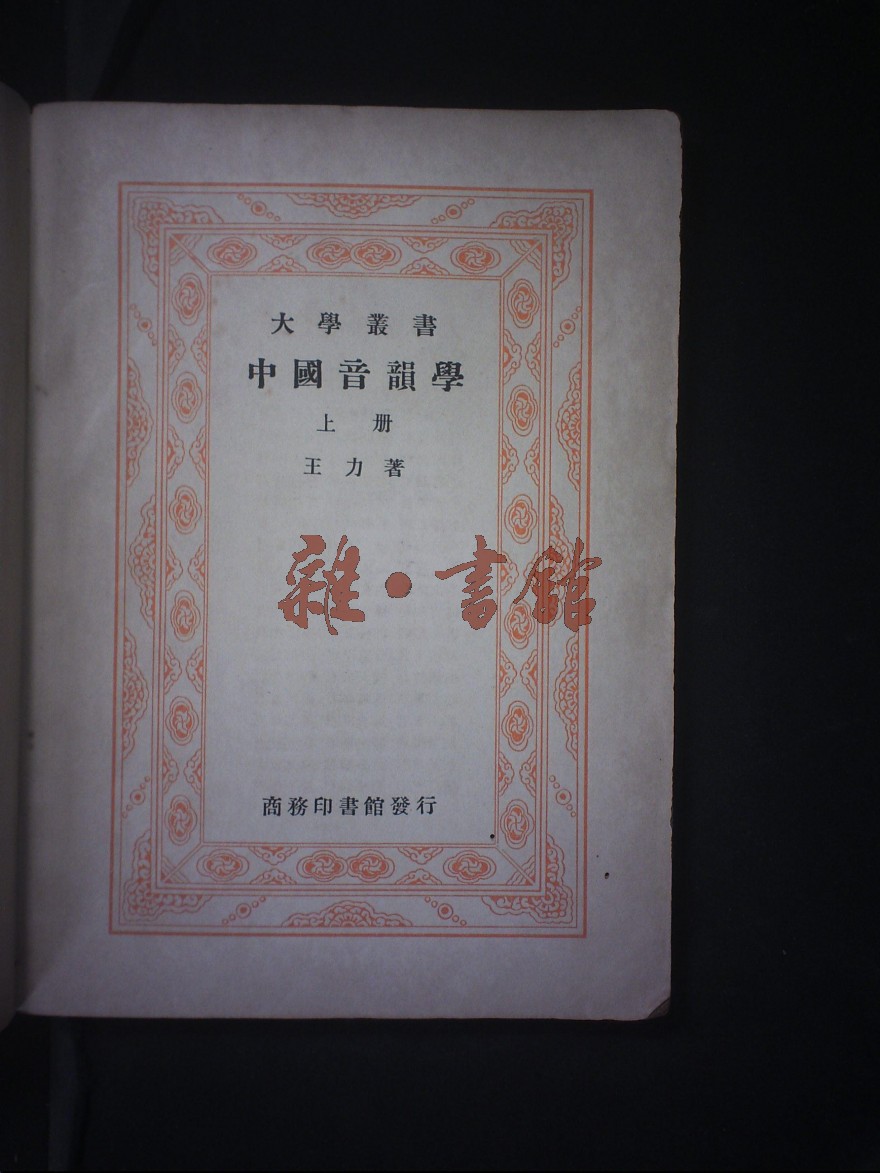 大學叢書
中國音韻學
上册
王力著
雜·書館
商務印書館發行